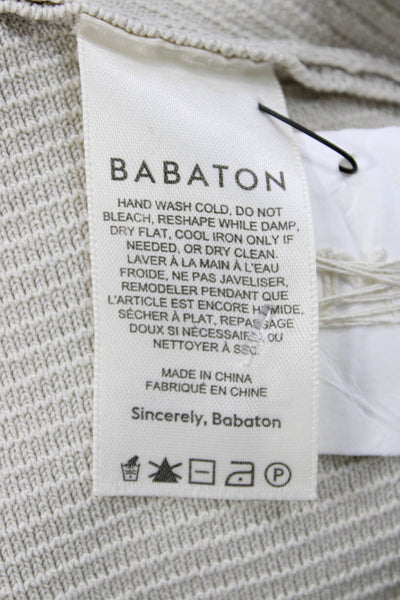 BABATON
HAND WASH COLD, DO NOT
BLEACH, RESHAPE WHILE DAMP,
DRY FLAT, COOL IRON ONLY IF
NEEDED, OR DRY CLEAN.
LAVER À LA MAIN À L'EAU
FROIDE, NE PAS JAVELISER,
REMODELER PENDANT QUE
L'ARTICLE EST ENCORE HUMIDE,
SÉCHER À PLAT, REPASSAGE
DOUX SI NÉCESSAIRE OU
NETTOYER À SEC.
MADE IN CHINA
FABRIQUÉ EN CHINE
Sincerely, Babaton
P